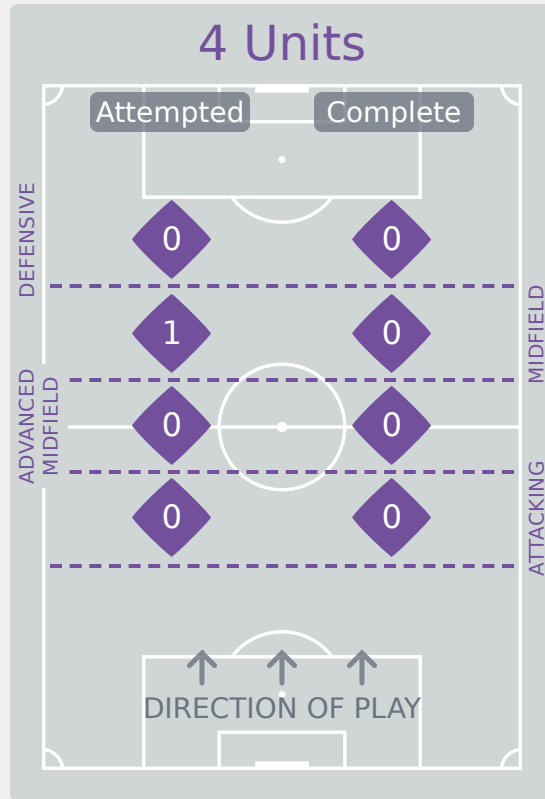 4 Units
Attempted
Complete
DEFENSIVE
0
0
MIDFIELD
1
0
ADVANCED
MIDFIELD
0
0
ATTACKING
0
0
DIRECTION OF PLAY